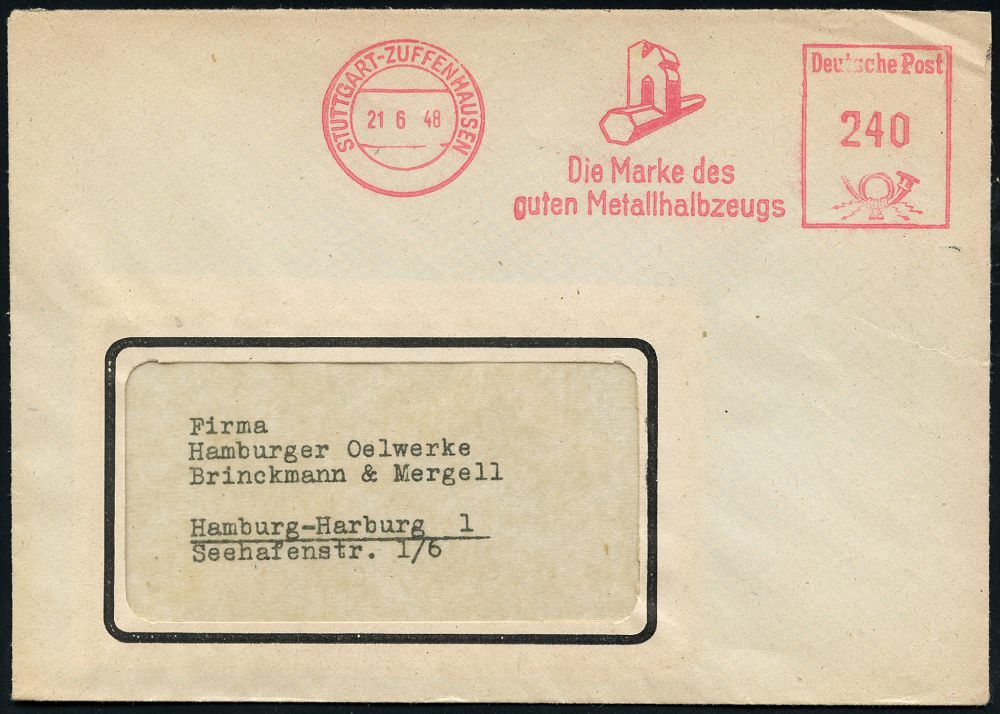 STUTTGART-ZUFFENHAUSEN
21 6 48
Die Marke des
guten Metallhalbzeugs
Deutsche Post
240
Firma
Hamburger Oelwerke
Brinckmann & Mergell
Hamburg-Harburg 1
Seehafenstr. 1/6